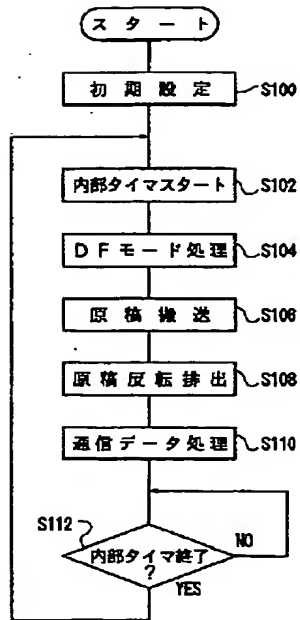 スタート
初期設定 S100
内部タイマスタート S102
DFモード処理 S104
原稿搬送 S106
原稿反転排出 S108
通信データ処理 S110
S112
内部タイマ終了
?
NO
YES